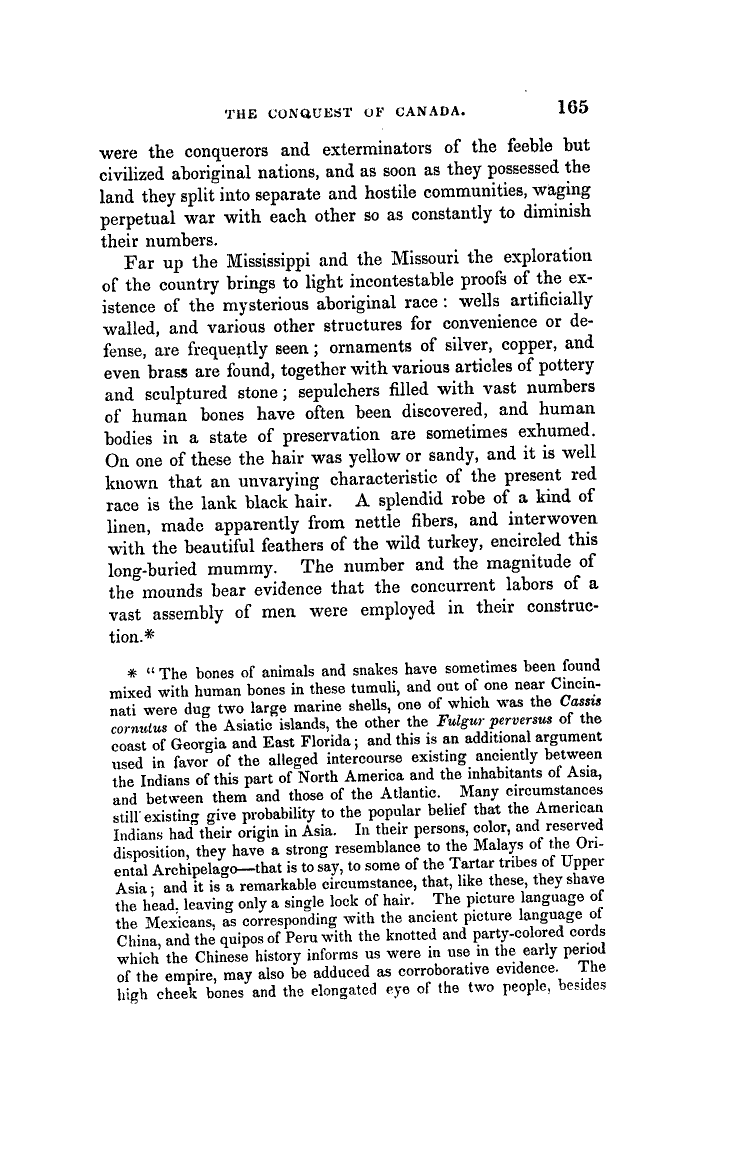 THE CONQUEST OF CANADA. 165
were the conquerors and exterminators of the feeble but
civilized aboriginal nations, and as soon as they possessed the
land they split into separate and hostile communities, waging
perpetual war with each other so as constantly to diminish
their numbers.
Far up the Mississippi and the Missouri the exploration
of the country brings to light incontestable proofs of the ex-
istence of the mysterious aboriginal race : wells artificially
walled, and various other structures for convenience or de-
fense, are frequently seen ; ornaments of silver, copper, and
even brass are found, together with various articles of pottery
and sculptured stone ; sepulchers filled with vast numbers
of human bones have often been discovered, and human
bodies in a state of preservation are sometimes exhumed.
On one of these the hair was yellow or sandy, and it is well
known that an unvarying characteristic of the present red
race is the lank black hair. A splendid robe of a kind of
linen, made apparently from nettle fibers, and interwoven
with the beautiful feathers of the wild turkey, encircled this
long-buried mummy. The number and the magnitude of
the mounds bear evidence that the concurrent labors of a
vast assembly of men were employed in their construc-
tion.*
* “ The bones of animals and snakes have sometimes been found
mixed with human bones in these tumuli, and out of one near Cincin-
nati were dug two large marine shells, one of which was the Cassis
cornutus of the Asiatic islands, the other the Fulgur perversus of the
coast of Georgia and East Florida ; and this is an additional argument
used in favor of the alleged intercourse existing anciently between
the Indians of this part of North America and the inhabitants of Asia,
and between them and those of the Atlantic. Many circumstances
still existing give probability to the popular belief that the American
Indians had their origin in Asia. In their persons, color, and reserved
disposition, they have a strong resemblance to the Malays of the Ori-
ental Archipelago—that is to say, to some of the Tartar tribes of Upper
Asia ; and it is a remarkable circumstance, that, like these, they shave
the head, leaving only a single lock of hair. The picture language of
the Mexicans, as corresponding with the ancient picture language of
China, and the quipos of Peru with the knotted and party-colored cords
which the Chinese history informs us were in use in the early period
of the empire, may also be adduced as corroborative evidence. The
high cheek bones and the elongated eye of the two people, besides